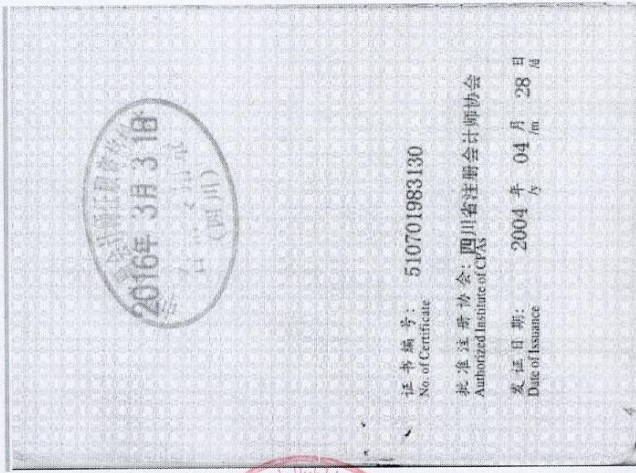 2016年3月31日
(四川)
证书编号: 510701983130
No. of Certificate
批准注册协会: 四川省注册会计师协会
Authorized Institute of CPAs
发证日期: 2004 年 04 月 28 日
Date of Issuance /y /m /d